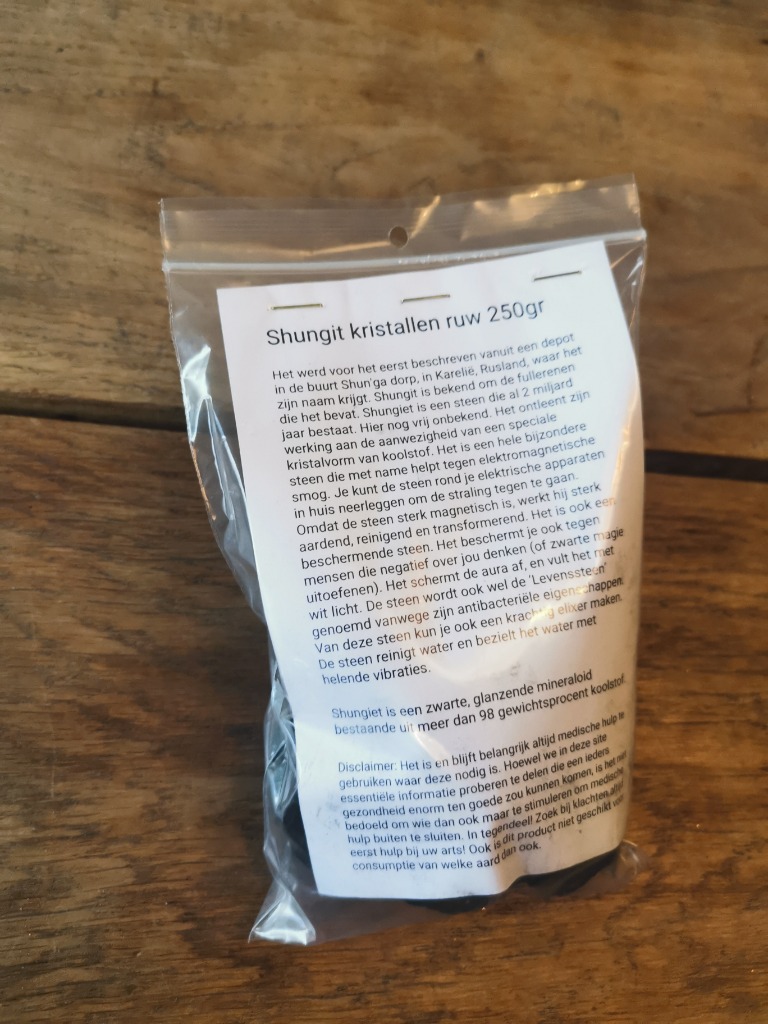 Shungit kristallen ruw 250gr
Het werd voor het eerst beschreven vanuit een depot
in de buurt Shun'ga dorp, in Karelië, Rusland, waar het
zijn naam krijgt. Shungit is bekend om de fullerenen
die het bevat. Shungiet is een steen die al 2 miljard
jaar bestaat. Hier nog vrij onbekend. Het ontleent zijn
werking aan de aanwezigheid van een speciale
kristalvorm van koolstof. Het is een hele bijzondere
steen die met name helpt tegen elektromagnetische
smog. Je kunt de steen rond je elektrische apparaten
in huis neerleggen om de straling tegen te gaan.
Omdat de steen sterk magnetisch is, werkt hij sterk
aardend, reinigend en transformerend. Het is ook een
beschermende steen. Het beschermt je ook tegen
mensen die negatief over jou denken (of zwarte magie
uitoefenen). Het schermt de aura af, en vult het met
wit licht. De steen wordt ook wel de 'Levenssteen'
genoemd vanwege zijn antibacteriële eigenschappen.
Van deze steen kun je ook een krachtig elixer maken.
De steen reinigt water en bezielt het water met
helende vibraties.
Shungiet is een zwarte, glanzende mineraloid
bestaande uit meer dan 98 gewichtsprocent koolstof.
Disclaimer: Het is en blijft belangrijk altijd medische hulp te
gebruiken waar deze nodig is. Hoewel we in deze site
essentiële informatie proberen te delen die een ieders
gezondheid enorm ten goede zou kunnen komen, is het niet
bedoeld om wie dan ook maar te stimuleren om medische
hulp buiten te sluiten. In tegendeel! Zoek bij klachten altijd
eerst hulp bij uw arts! Ook is dit product niet geschikt voor
consumptie van welke aard dan ook.